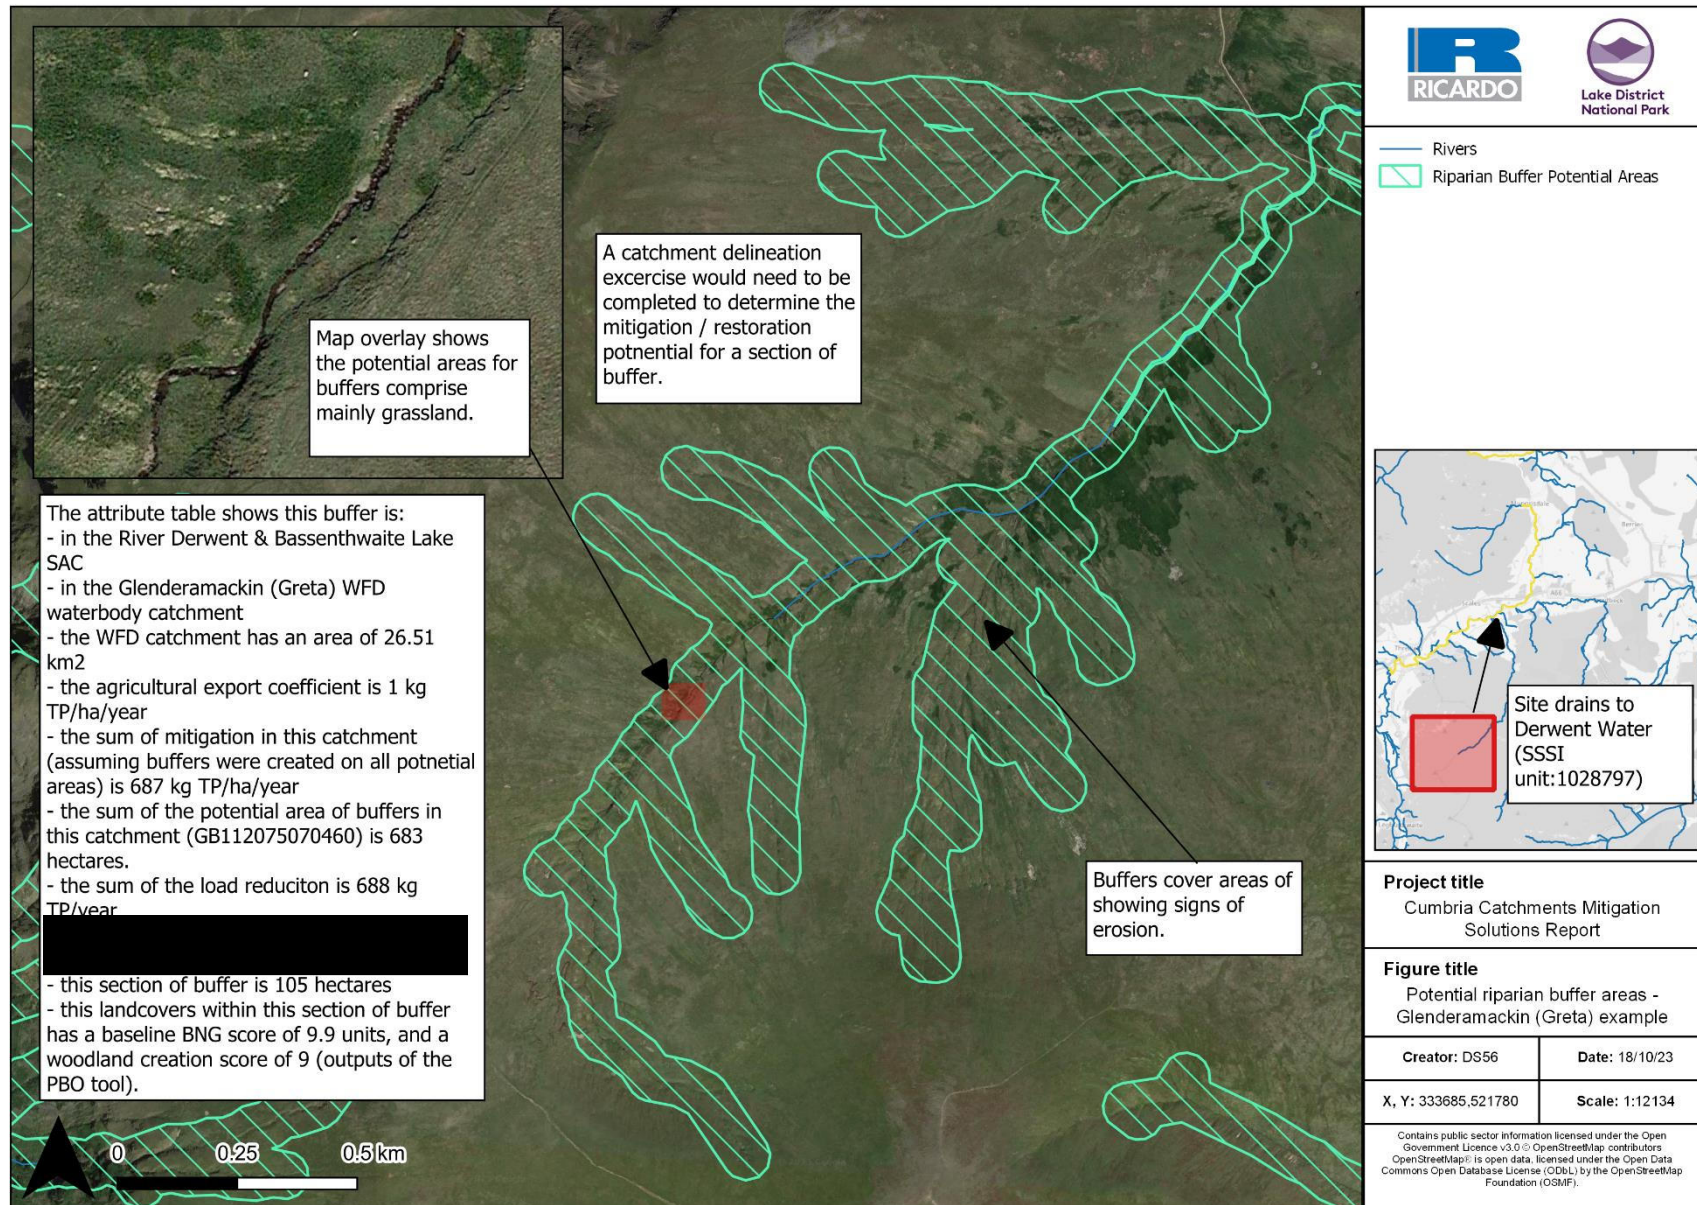 Map overlay shows
the potential areas for
buffers comprise
mainly grassland.
A catchment delineation
excercise would need to be
completed to determine the
mitigation / restoration
potnential for a section of
buffer.
The attribute table shows this buffer is:
- in the River Derwent & Bassenthwaite Lake
SAC
- in the Glenderamackin (Greta) WFD
waterbody catchment
- the WFD catchment has an area of 26.51
km2
- the agricultural export coefficient is 1 kg
TP/ha/year
- the sum of mitigation in this catchment
(assuming buffers were created on all potnetial
areas) is 687 kg TP/ha/year
- the sum of the potential area of buffers in
this catchment (GB112075070460) is 683
hectares.
- the sum of the load reduciton is 688 kg
TP/year
- this section of buffer is 105 hectares
- this landcovers within this section of buffer
has a baseline BNG score of 9.9 units, and a
woodland creation score of 9 (outputs of the
PBO tool).
Buffers cover areas of
showing signs of
erosion.
0 0.25 0.5 km
RICARDO
Lake District
National Park
Rivers
Riparian Buffer Potential Areas
Site drains to
Derwent Water
(SSSI
unit:1028797)
Project title
Cumbria Catchments Mitigation
Solutions Report
Figure title
Potential riparian buffer areas -
Glenderamackin (Greta) example
Creator: DS56
Date: 18/10/23
X, Y: 333685,521780
Scale: 1:12134
Contains public sector information licensed under the Open
Government Licence v3.0 © OpenStreetMap contributors
OpenStreetMap® is open data, licensed under the Open Data
Commons Open Database License (ODbL) by the OpenStreetMap
Foundation (OSMF).